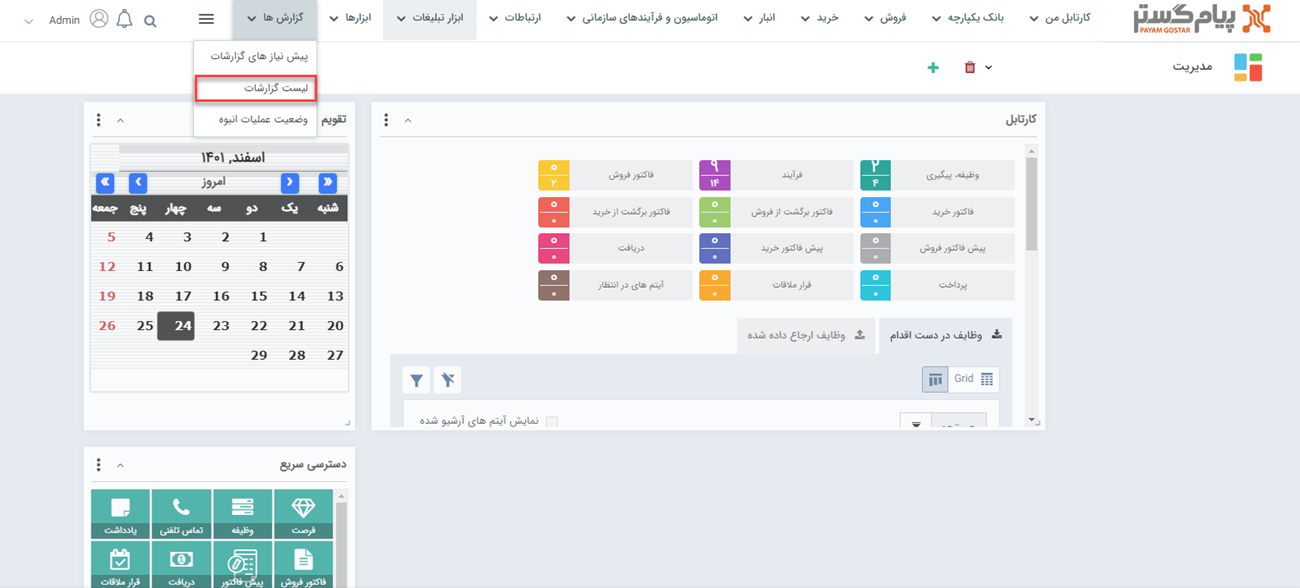 پیام گستر
PAYAM GOSTAR
کارتابل من
بانک یکپارچه
فروش
خرید
انبار
اتوماسیون و فرآیندهای سازمانی
ارتباطات
ابزار تبلیغات
ابزارها
گزارش ها
Admin
پیش نیاز های گزارشات
لیست گزارشات
وضعیت عملیات انبوه
مدیریت
کارتابل
وظیفه، پیگیری
۲
۴
فرآیند
۹
۱۴
فاکتور فروش
۰
۲
فاکتور خرید
۰
۰
فاکتور برگشت از فروش
۰
۰
فاکتور برگشت از خرید
۰
۰
پیش فاکتور فروش
۰
۰
پیش فاکتور خرید
۰
۰
دریافت
۰
۰
پرداخت
۰
۰
قرار ملاقات
۰
۰
آیتم های در انتظار
۰
۰
وظایف در دست اقدام
وظایف ارجاع داده شده
Grid
نمایش آیتم های آرشیو شده
تقویم
اسفند, ۱۴۰۱
امروز
شنبه یک دو سه چهار پنج جمعه
1 2 3 4 5
6 7 8 9 10 11 12
13 14 15 16 17 18 19
20 21 22 23 24 25 26
27 28 29
دسترسی سریع
فرصت
وظیفه
تماس تلفنی
یادداشت
فاکتور فروش
پیش فاکتور
دریافت
قرار ملاقات